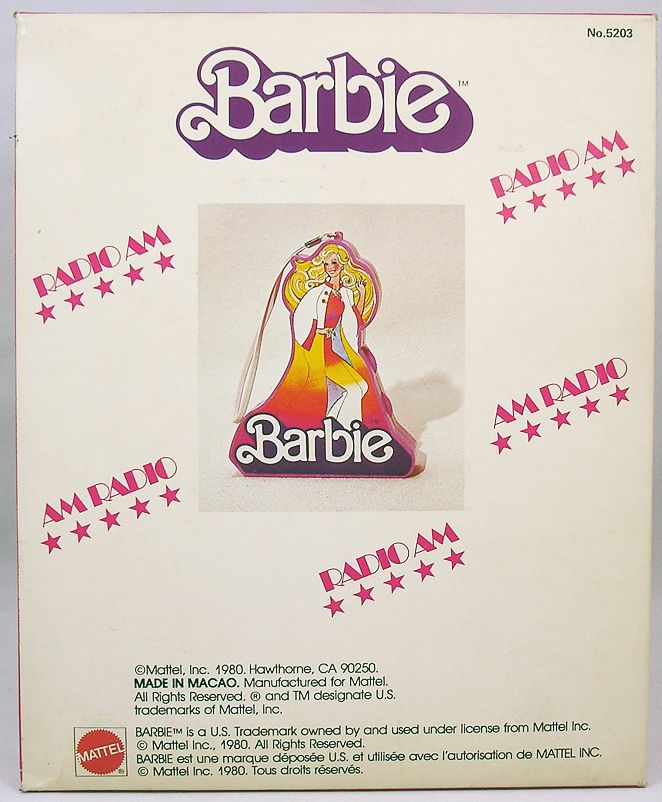 No.5203
Barbie™
RADIO AM
RADIO AM
Barbie
AM RADIO
AM RADIO
RADIO AM
©Mattel, Inc. 1980. Hawthorne, CA 90250.
MADE IN MACAO. Manufactured for Mattel.
All Rights Reserved. ® and TM designate U.S.
trademarks of Mattel, Inc.
MATTEL®
BARBIE™ is a U.S. Trademark owned by and used under license from Mattel Inc.
© Mattel Inc., 1980. All Rights Reserved.
BARBIE est une marque déposée U.S. et utilisée avec l'autorisation de MATTEL INC.
© Mattel Inc. 1980. Tous droits réservés.